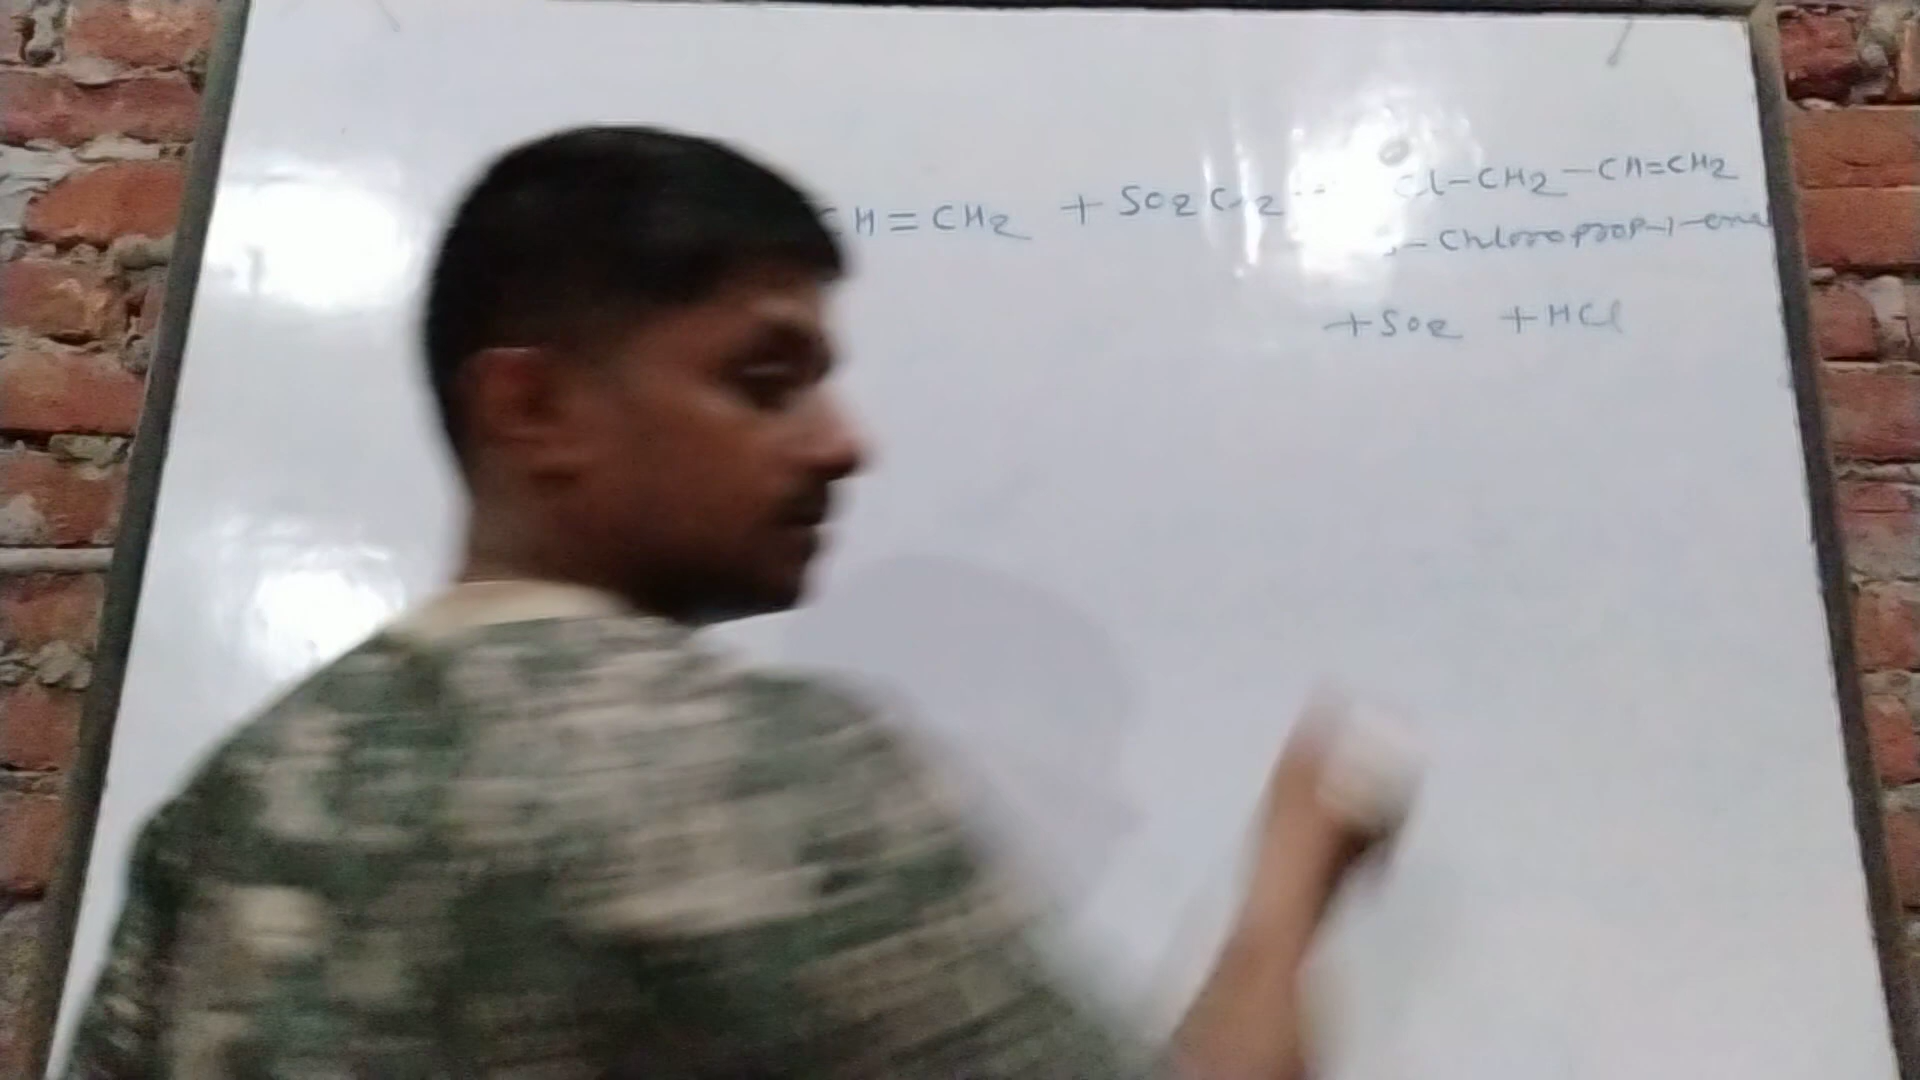 CH=CH2 + SO2Cl2 Cl-CH2-CH=CH2
-Chloroprop-1-ene
+SO2 +HCl